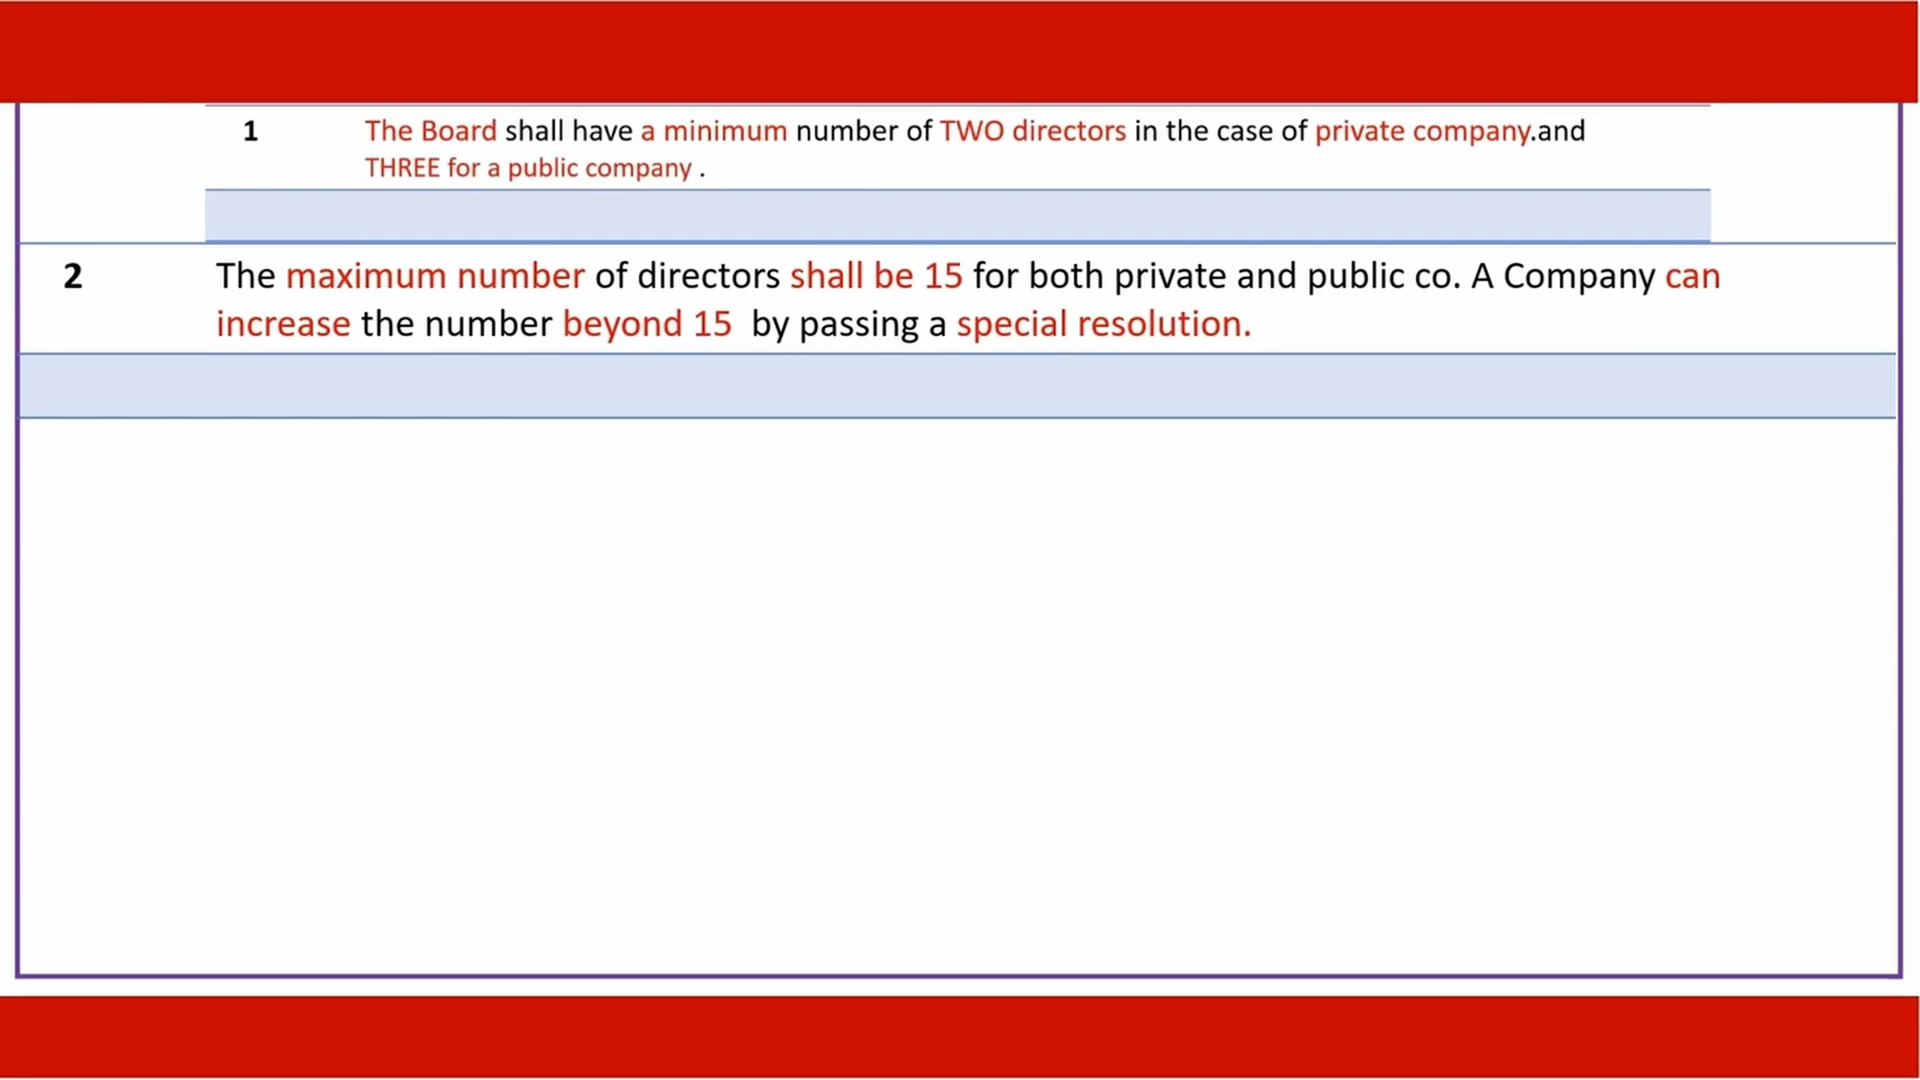 1 The Board shall have a minimum number of TWO directors in the case of private company.and
THREE for a public company .
2 The maximum number of directors shall be 15 for both private and public co. A Company can
increase the number beyond 15 by passing a special resolution.